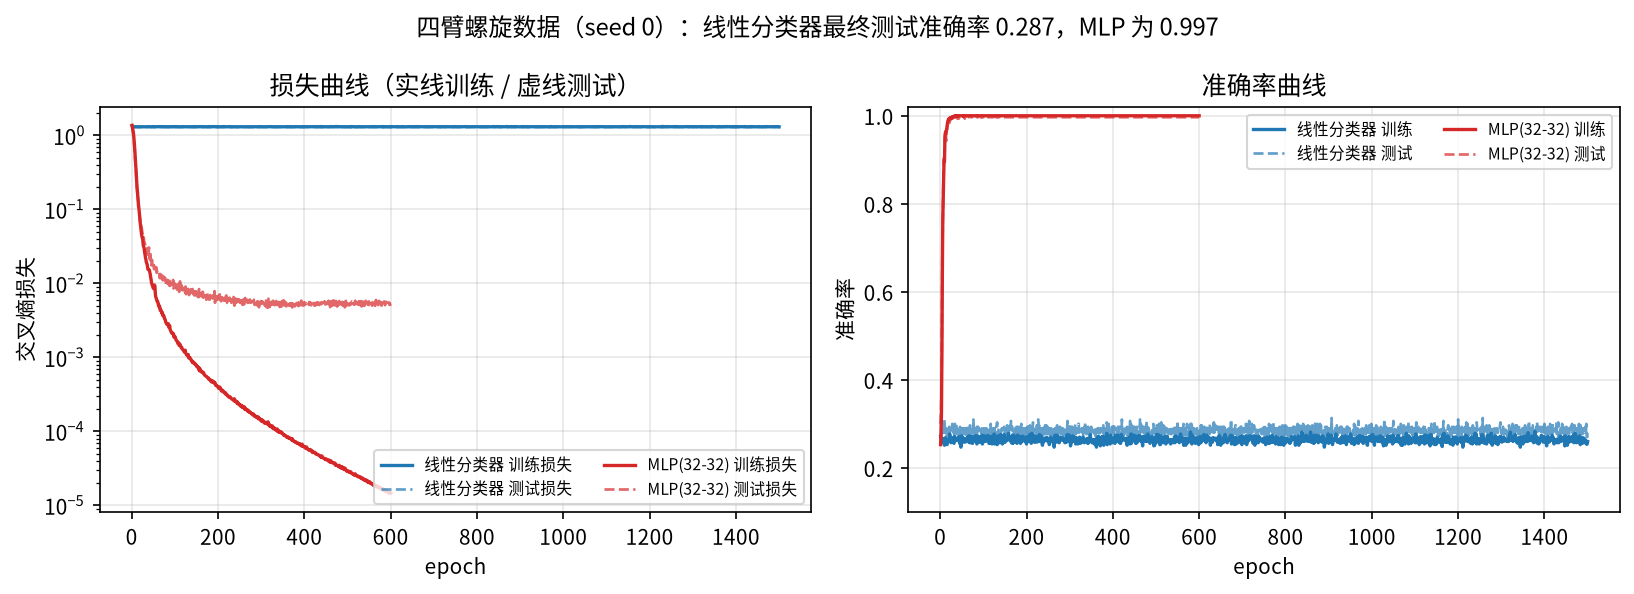 四臂螺旋数据（seed 0）：线性分类器最终测试准确率 0.287，MLP 为 0.997
损失曲线（实线训练 / 虚线测试）
交叉熵损失
10⁰
10⁻¹
10⁻²
10⁻³
10⁻⁴
10⁻⁵
线性分类器 训练损失
线性分类器 测试损失
MLP(32-32) 训练损失
MLP(32-32) 测试损失
0 200 400 600 800 1000 1200 1400
epoch
准确率曲线
准确率
1.0
0.8
0.6
0.4
0.2
线性分类器 训练
线性分类器 测试
MLP(32-32) 训练
MLP(32-32) 测试
0 200 400 600 800 1000 1200 1400
epoch